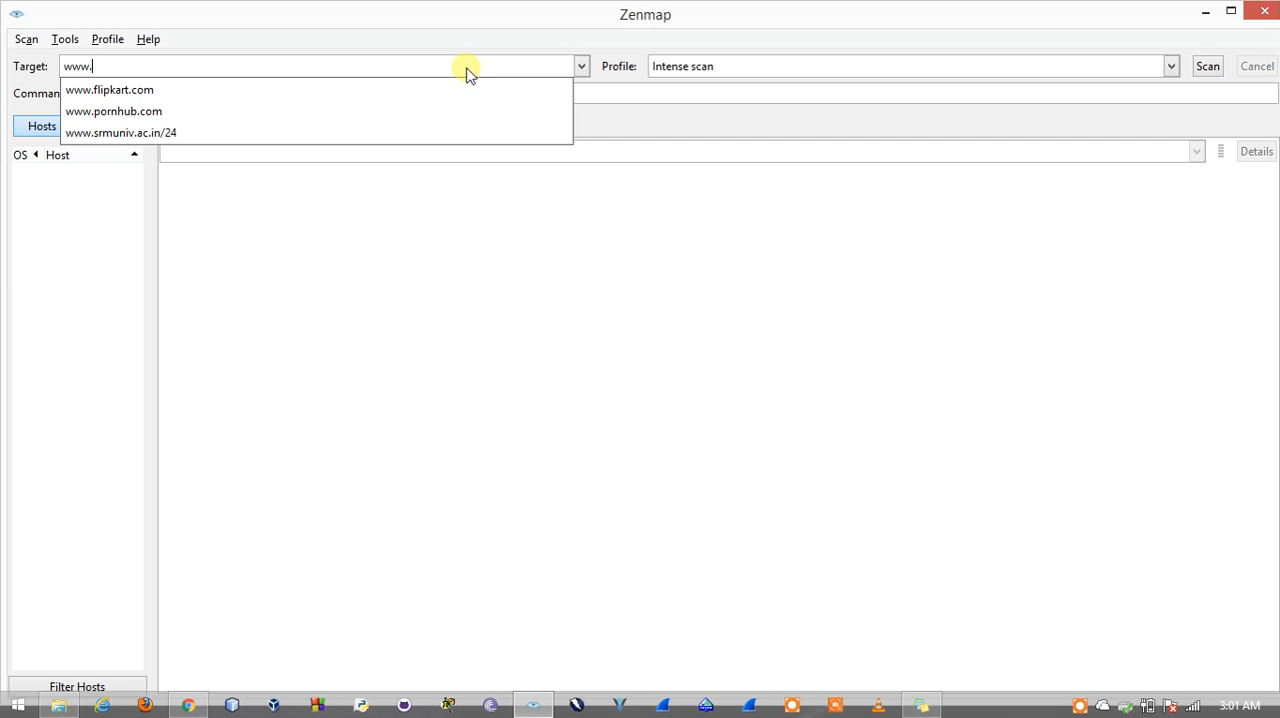 Zenmap
Scan Tools Profile Help
Target: www. Profile: Intense scan Scan Cancel
www.flipkart.com
Comman
www.pornhub.com
Hosts
www.srmuniv.ac.in/24
OS Host
Details
Filter Hosts
3:01 AM